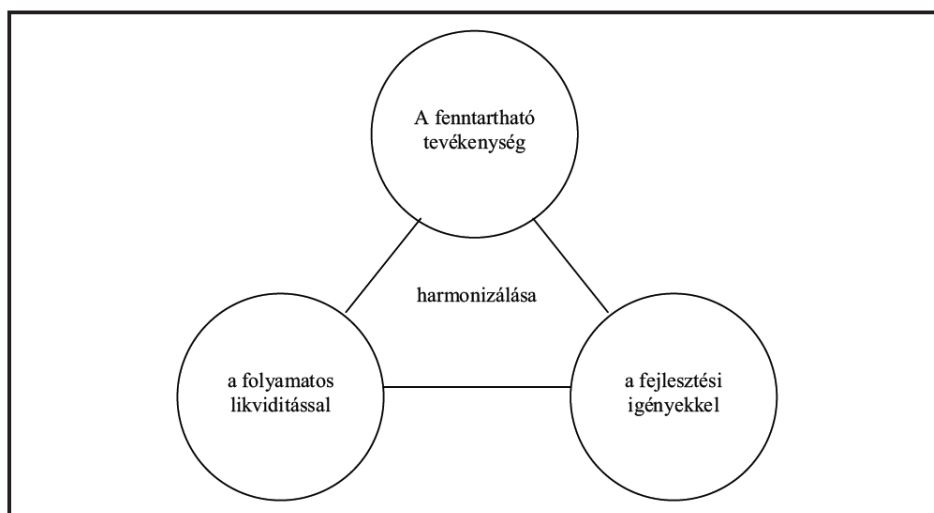 A fenntartható
tevékenység
harmonizálása
a folyamatos
likviditással
a fejlesztési
igényekkel